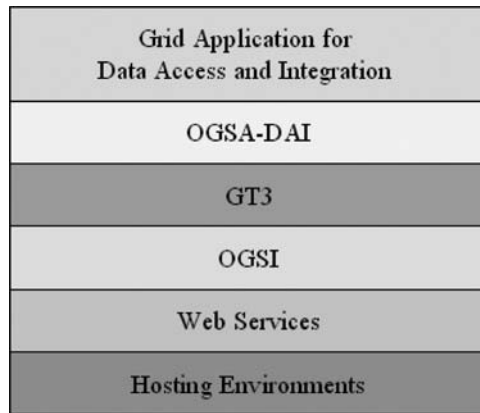 Grid Application for
Data Access and Integration
OGSA-DAI
GT3
OGSI
Web Services
Hosting Environments